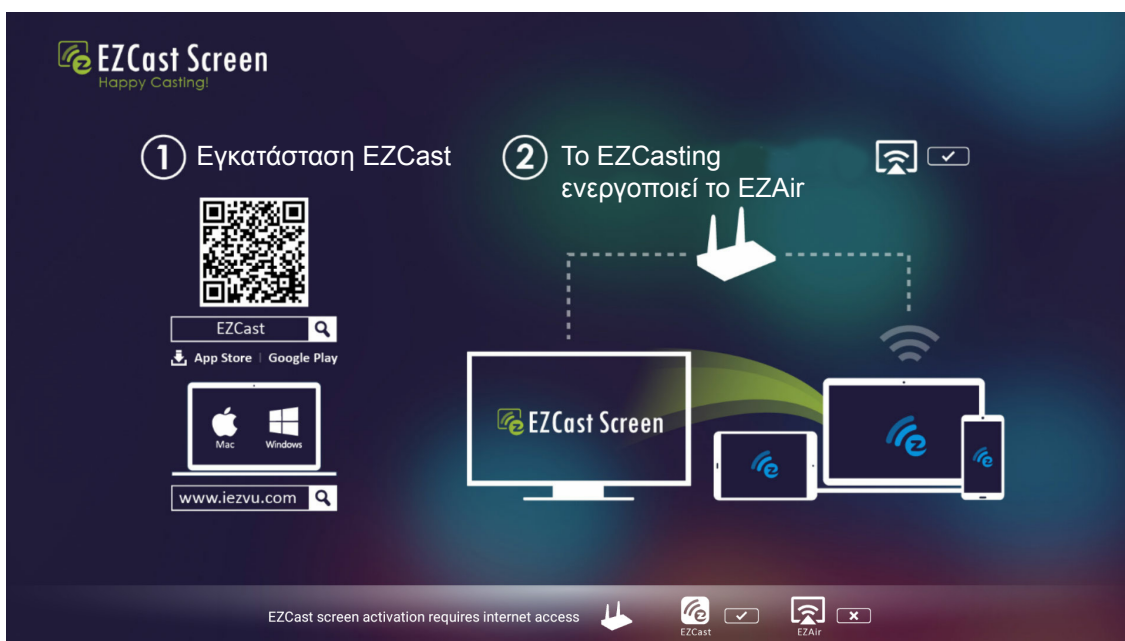 EZCast Screen
Happy Casting!
1 Εγκατάσταση EZCast
EZCast
App Store | Google Play
Mac Windows
www.iezvu.com
2 Το EZCasting
ενεργοποιεί το EZAir
EZCast Screen
EZCast screen activation requires internet access
EZCast
EZAir